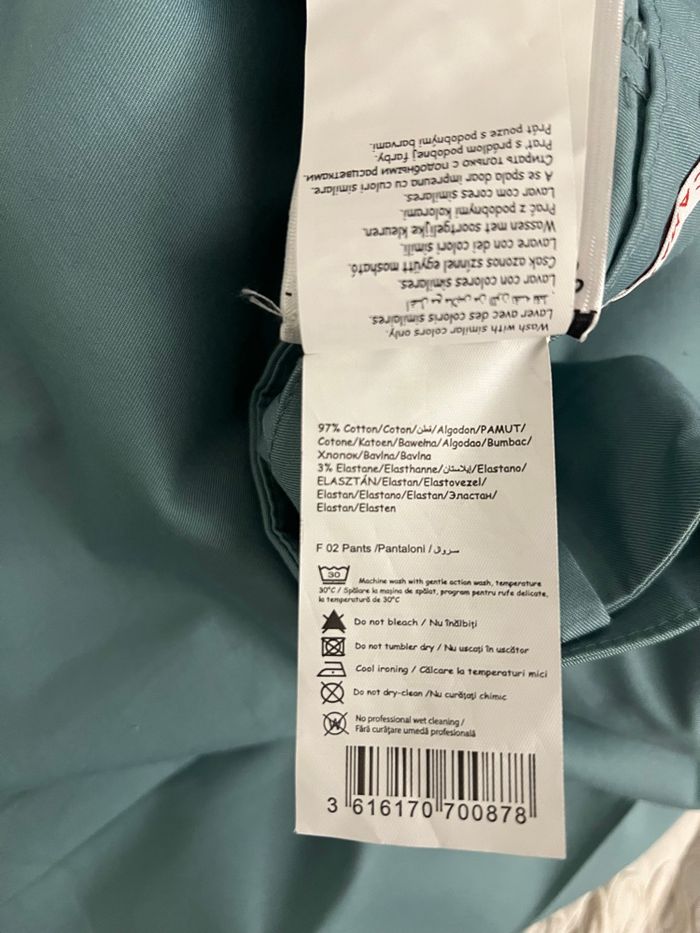 Wash with similar colors only.
Laver avec des coloris similaires.
Lavar con colores similares.
Csak azonos színnel együtt mosható.
Lavare con dei colori simili.
Wassen met soortgelijke kleuren.
Prać z podobnymi kolorami.
Lavar com cores similares.
A se spala doar impreuna cu culori similare.
Стирать только с подобными расцветками.
Prať s prádlom podobnej farby.
Prát pouze s podobnými barvami.
97% Cotton/Coton/قطن/Algodon/PAMUT/
Cotone/Katoen/Bawełna/Algodao/Bumbac/
Хлопок/Bavlna/Bavlna
3% Elastane/Elasthanne/إيلاستان/Elastano/
ELASZTÁN/Elastan/Elastovezel/
Elastan/Elastano/Elastan/Эластан/
Elastan/Elasten
F 02 Pants /Pantaloni / سروال
30
Machine wash with gentle action wash, temperature
30°C / Spălare la mașina de spălat, program pentru rufe delicate,
la temperatură de 30°C
Do not bleach / Nu înălbiți
Do not tumbler dry / Nu uscați în uscător
Cool ironing / Călcare la temperaturi mici
Do not dry-clean /Nu curățați chimic
W
No professional wet cleaning /
Fără curățare umedă profesională
3 616170 700878